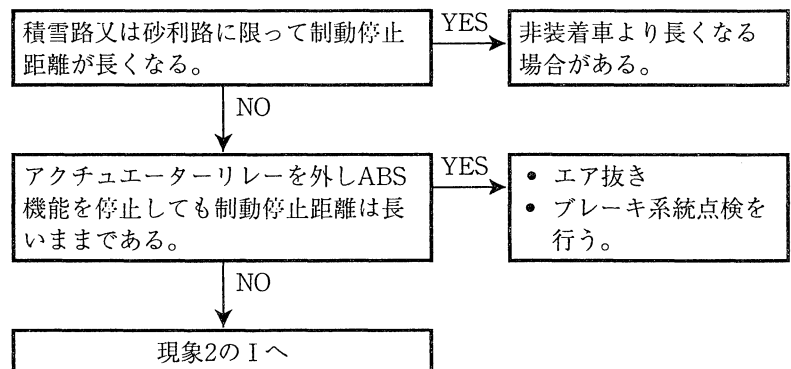 積雪路又は砂利路に限って制動停止
距離が長くなる。
YES
非装着車より長くなる
場合がある。
NO
アクチュエーターリレーを外しABS
機能を停止しても制動停止距離は長
いままである。
YES
• エア抜き
• ブレーキ系統点検を
行う。
NO
現象2のIへ